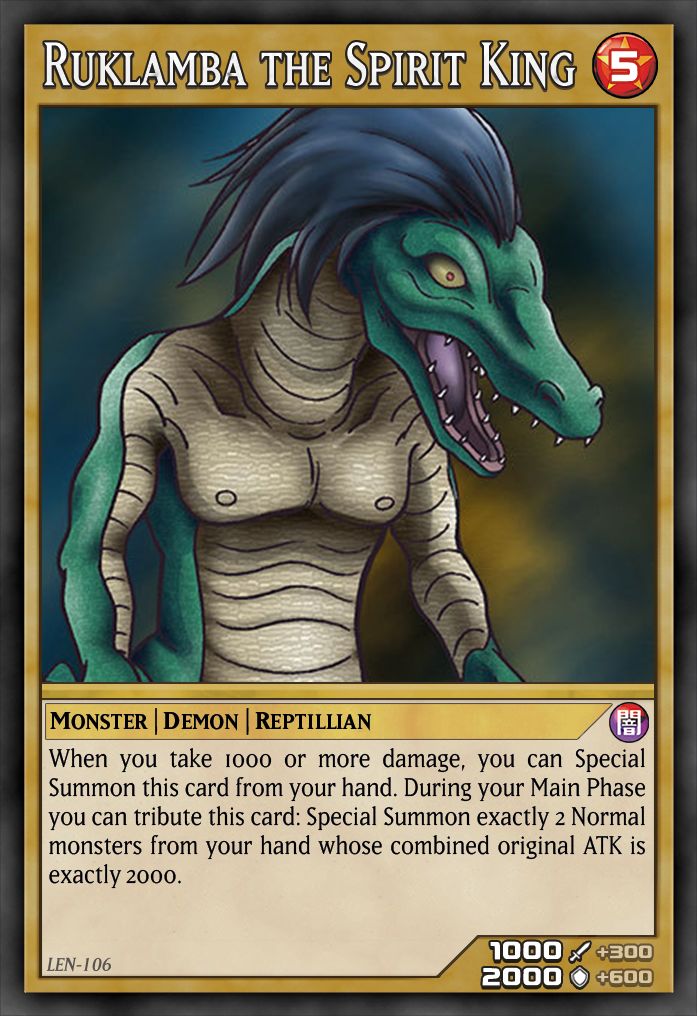 Ruklamba the Spirit King 5
Monster | Demon | Reptillian 闇
When you take 1000 or more damage, you can Special
Summon this card from your hand. During your Main Phase
you can tribute this card: Special Summon exactly 2 Normal
monsters from your hand whose combined original ATK is
exactly 2000.
LEN-106
1000 +300
2000 +600